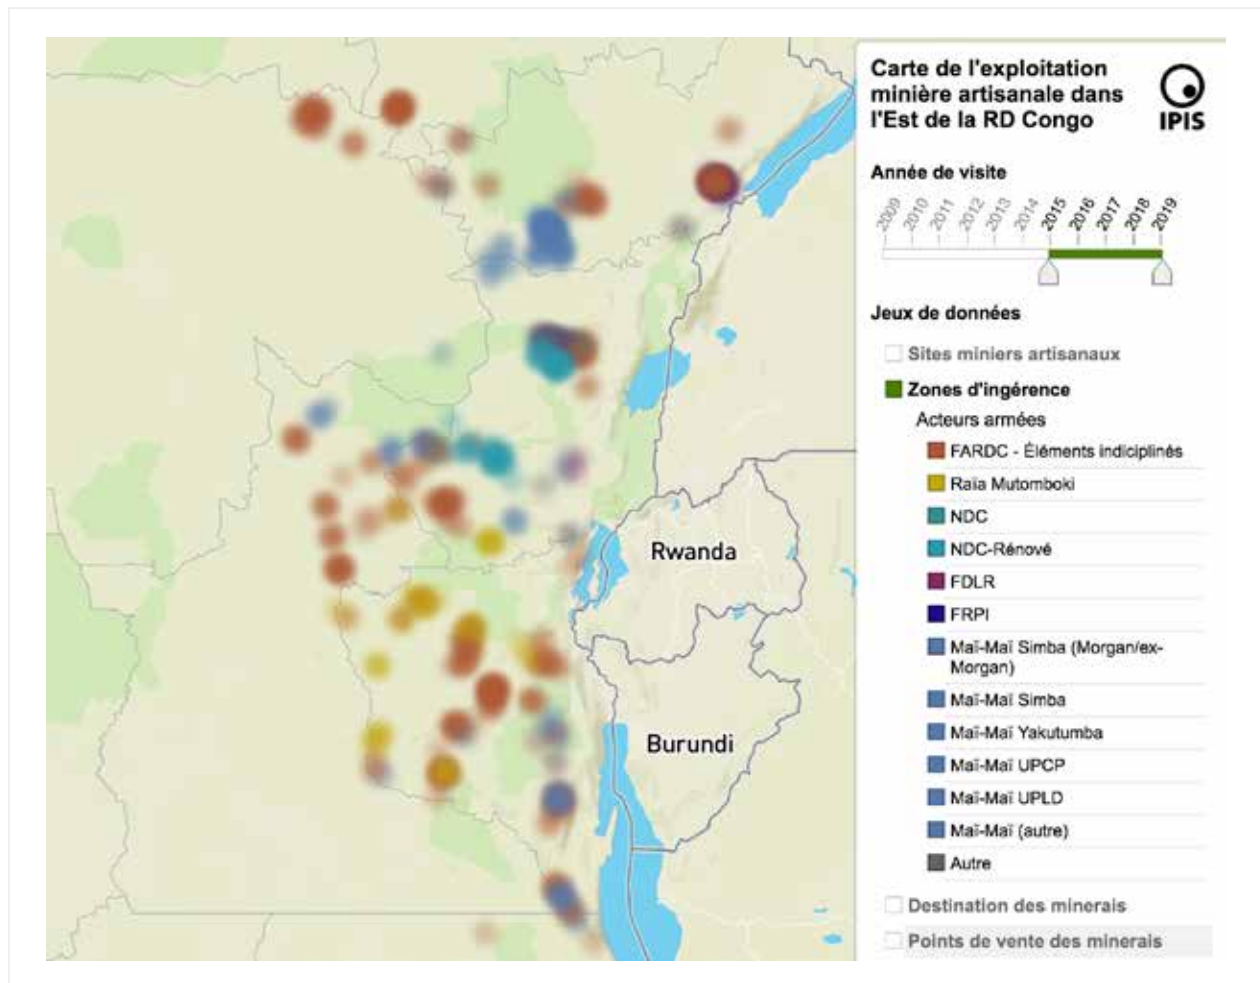 Carte de l'exploitation
minière artisanale dans
l'Est de la RD Congo
IPIS
Année de visite
2009
2010
2011
2012
2013
2014
2015
2016
2017
2018
2019
Jeux de données
Sites miniers artisanaux
Zones d'ingérence
Acteurs armées
FARDC - Éléments indiciplinés
Raïa Mutomboki
NDC
NDC-Rénové
FDLR
FRPI
Maï-Maï Simba (Morgan/ex-
Morgan)
Maï-Maï Simba
Maï-Maï Yakutumba
Maï-Maï UPCP
Maï-Maï UPLD
Maï-Maï (autre)
Autre
Destination des minerais
Points de vente des minerais
Rwanda
Burundi